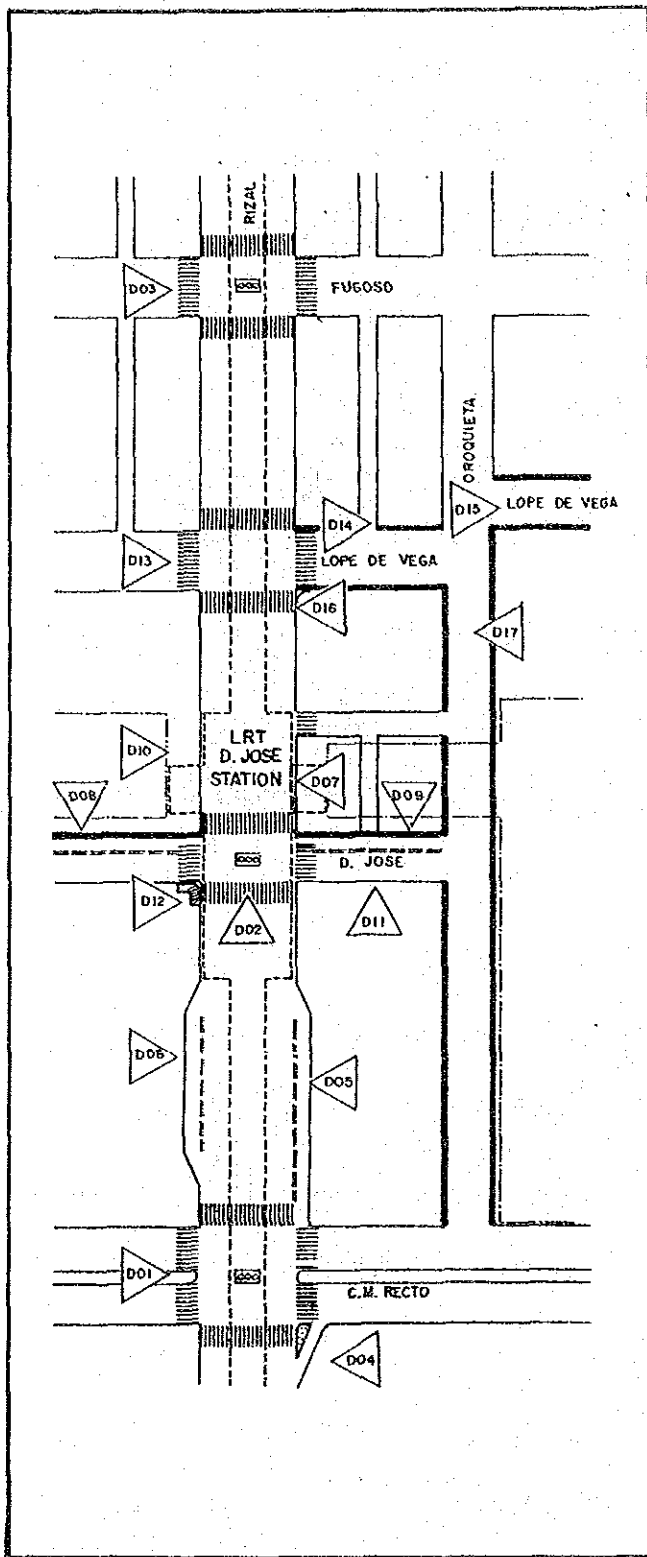 RIZAL
D03
FUGOSO
OROQUIETA
D15
LOPE DE VEGA
D14
D13
LOPE DE VEGA
D16
D17
D10
LRT
D. JOSE
STATION
D07
D08
D09
D. JOSE
D12
D02
D11
D06
D05
D01
C.M. RECTO
D04